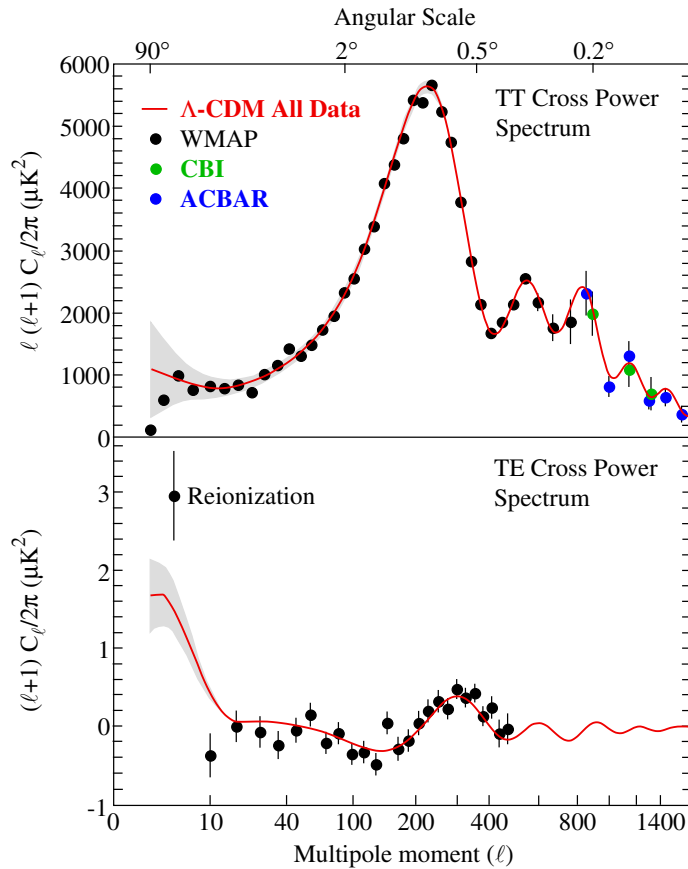 Angular Scale
90° 2° 0.5° 0.2°
6000
5000
4000
3000
2000
1000
0
Λ-CDM All Data
WMAP
CBI
ACBAR
TT Cross Power
Spectrum
ℓ (ℓ+1) Cℓ/2π (μK²)
TE Cross Power
Spectrum
Reionization
3
2
1
0
-1
(ℓ+1) Cℓ/2π (μK²)
0 10 40 100 200 400 800 1400
Multipole moment (ℓ)